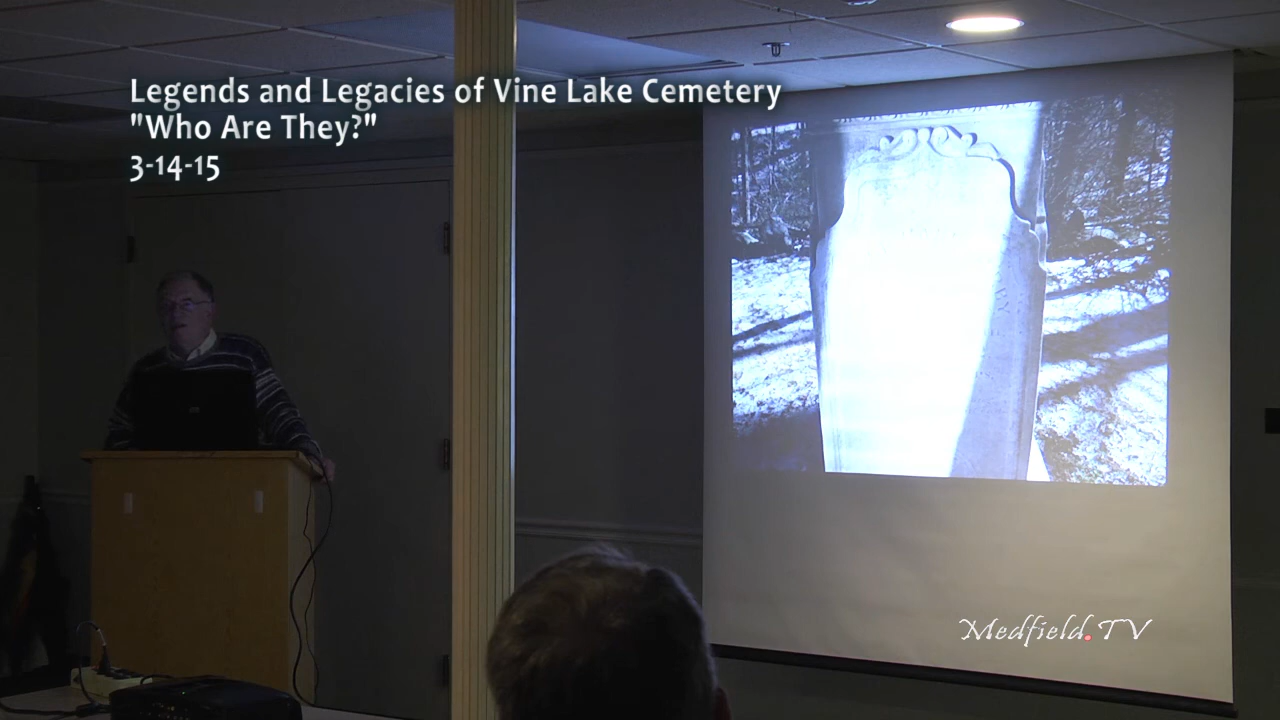 Legends and Legacies of Vine Lake Cemetery
"Who Are They?"
3-14-15
Medfield.TV